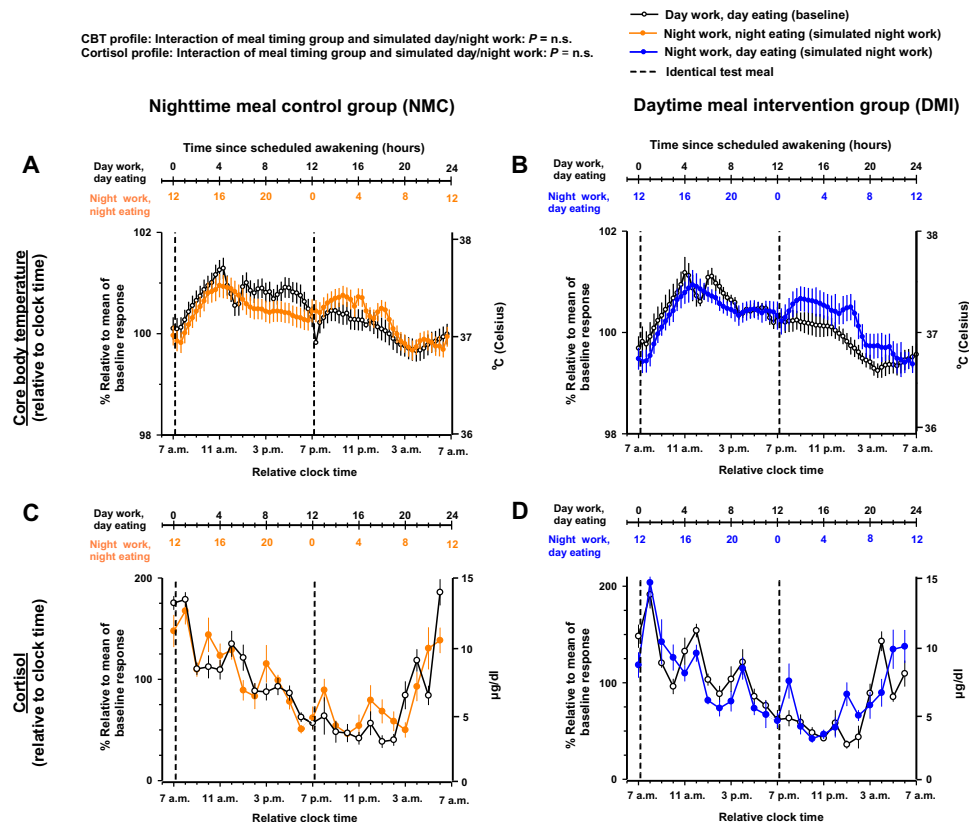 Day work, day eating (baseline)
CBT profile: Interaction of meal timing group and simulated day/night work: P = n.s.
Night work, night eating (simulated night work)
Cortisol profile: Interaction of meal timing group and simulated day/night work: P = n.s.
Night work, day eating (simulated night work)
Identical test meal
Nighttime meal control group (NMC)
Daytime meal intervention group (DMI)
A
Time since scheduled awakening (hours)
Day work,
day eating
0 4 8 12 16 20 24
Night work,
night eating
12 16 20 0 4 8 12
Core body temperature
(relative to clock time)
% Relative to mean of
baseline response
102
100
98
38
37
36
ºC (Celsius)
7 a.m. 11 a.m. 3 p.m. 7 p.m. 11 p.m. 3 a.m. 7 a.m.
Relative clock time
B
Time since scheduled awakening (hours)
Day work,
day eating
0 4 8 12 16 20 24
Night work,
day eating
12 16 20 0 4 8 12
% Relative to mean of
baseline response
102
100
98
38
37
36
ºC (Celsius)
7 a.m. 11 a.m. 3 p.m. 7 p.m. 11 p.m. 3 a.m. 7 a.m.
Relative clock time
C
Day work,
day eating
0 4 8 12 16 20 24
Night work,
night eating
12 16 20 0 4 8 12
Cortisol
(relative to clock time)
% Relative to mean of
baseline response
200
150
100
50
0
15
10
5
0
µg/dl
7 a.m. 11 a.m. 3 p.m. 7 p.m. 11 p.m. 3 a.m. 7 a.m.
Relative clock time
D
Day work,
day eating
0 4 8 12 16 20 24
Night work,
day eating
12 16 20 0 4 8 12
% Relative to mean of
baseline response
200
150
100
50
0
15
10
5
0
µg/dl
7 a.m. 11 a.m. 3 p.m. 7 p.m. 11 p.m. 3 a.m. 7 a.m.
Relative clock time